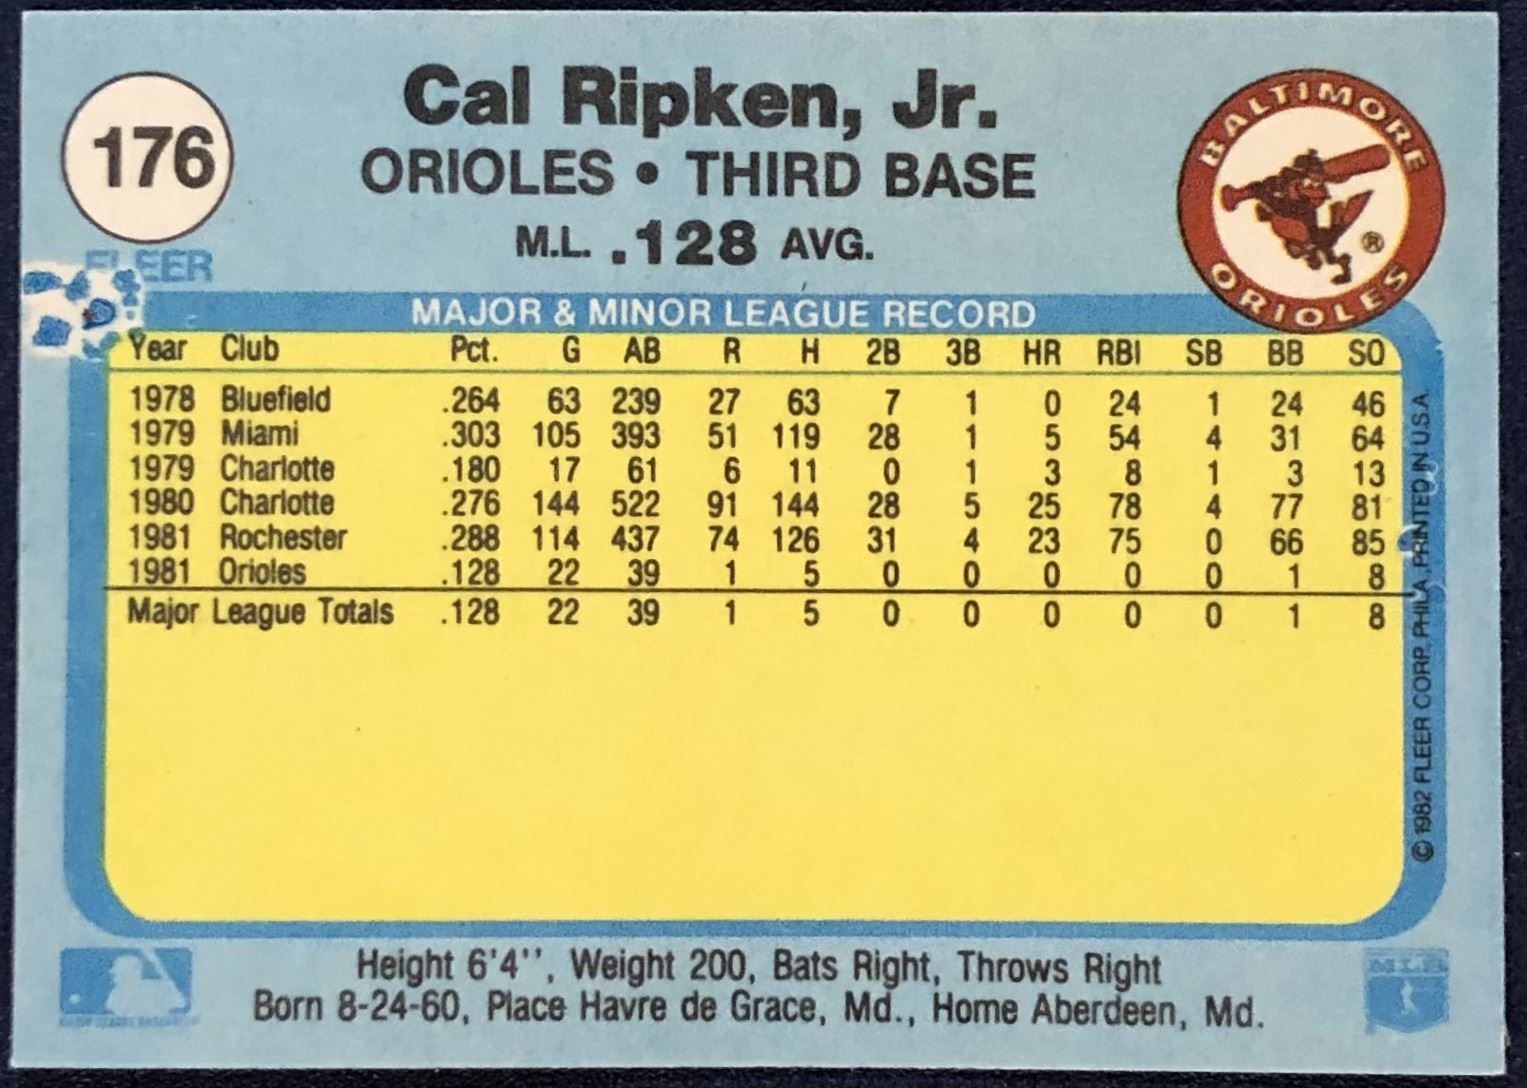 176
Cal Ripken, Jr.
ORIOLES • THIRD BASE
M.L. .128 AVG.
BALTIMORE
ORIOLES
®
FLEER
MAJOR & MINOR LEAGUE RECORD
Year Club Pct. G AB R H 2B 3B HR RBI SB BB SO
1978 Bluefield .264 63 239 27 63 7 1 0 24 1 24 46
1979 Miami .303 105 393 51 119 28 1 5 54 4 31 64
1979 Charlotte .180 17 61 6 11 0 1 3 8 1 3 13
1980 Charlotte .276 144 522 91 144 28 5 25 78 4 77 81
1981 Rochester .288 114 437 74 126 31 4 23 75 0 66 85
1981 Orioles .128 22 39 1 5 0 0 0 0 0 1 8
Major League Totals .128 22 39 1 5 0 0 0 0 0 1 8
© 1982 FLEER CORP. PHILA. PRINTED IN U.S.A.
Height 6'4'', Weight 200, Bats Right, Throws Right
Born 8-24-60, Place Havre de Grace, Md., Home Aberdeen, Md.
MLB